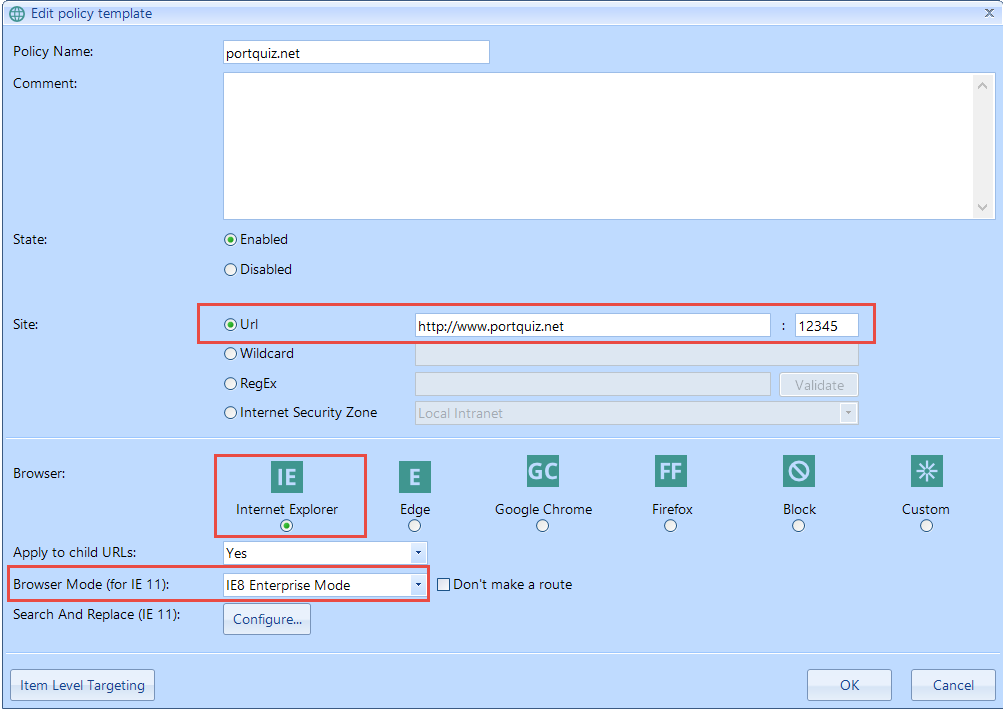 Edit policy template
Policy Name: portquiz.net
Comment:
State: Enabled
Disabled
Site: Url http://www.portquiz.net : 12345
Wildcard
RegEx Validate
Internet Security Zone Local Intranet
Browser: IE E GC FF
Internet Explorer Edge Google Chrome Firefox Block Custom
Apply to child URLs: Yes
Browser Mode (for IE 11): IE8 Enterprise Mode Don't make a route
Search And Replace (IE 11): Configure...
Item Level Targeting OK Cancel